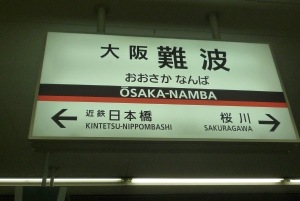 大阪難波
おおさか なんば
ŌSAKA-NAMBA
近鉄日本橋
KINTETSU-NIPPOMBASHI
桜川
SAKURAGAWA